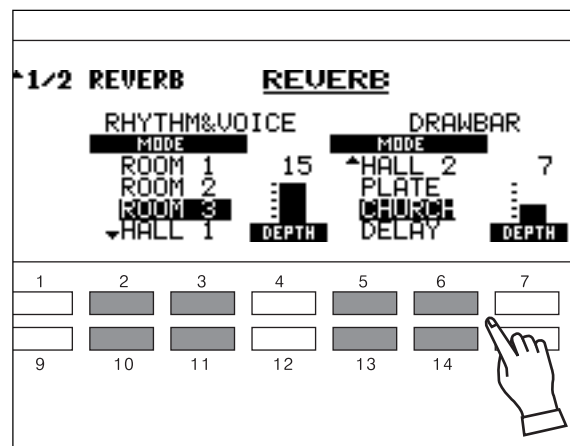 ▲1/2 REVERB REVERB
RHYTHM&VOICE DRAWBAR
MODE MODE
ROOM 1 15 ▲HALL 2 7
ROOM 2 PLATE
ROOM 3 CHURCH
▼HALL 1 DEPTH DELAY DEPTH
1 2 3 4 5 6 7
9 10 11 12 13 14